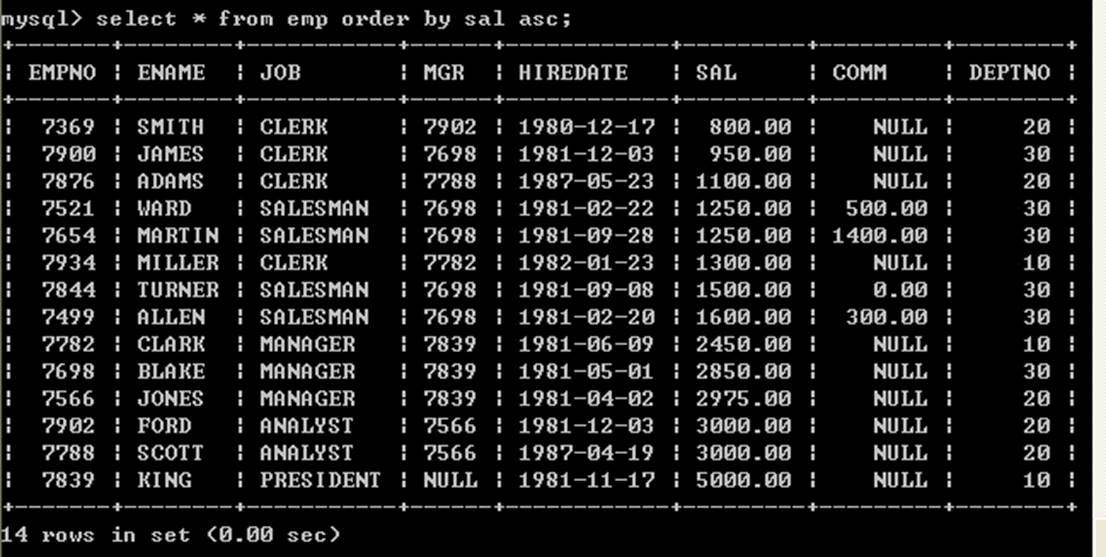 mysql> select * from emp order by sal asc;
+-------+--------+-----------+------+------------+---------+---------+--------+
| EMPNO | ENAME  | JOB       | MGR  | HIREDATE   | SAL     | COMM    | DEPTNO |
+-------+--------+-----------+------+------------+---------+---------+--------+
|  7369 | SMITH  | CLERK     | 7902 | 1980-12-17 |  800.00 |    NULL |     20 |
|  7900 | JAMES  | CLERK     | 7698 | 1981-12-03 |  950.00 |    NULL |     30 |
|  7876 | ADAMS  | CLERK     | 7788 | 1987-05-23 | 1100.00 |    NULL |     20 |
|  7521 | WARD   | SALESMAN  | 7698 | 1981-02-22 | 1250.00 |  500.00 |     30 |
|  7654 | MARTIN | SALESMAN  | 7698 | 1981-09-28 | 1250.00 | 1400.00 |     30 |
|  7934 | MILLER | CLERK     | 7782 | 1982-01-23 | 1300.00 |    NULL |     10 |
|  7844 | TURNER | SALESMAN  | 7698 | 1981-09-08 | 1500.00 |    0.00 |     30 |
|  7499 | ALLEN  | SALESMAN  | 7698 | 1981-02-20 | 1600.00 |  300.00 |     30 |
|  7782 | CLARK  | MANAGER   | 7839 | 1981-06-09 | 2450.00 |    NULL |     10 |
|  7698 | BLAKE  | MANAGER   | 7839 | 1981-05-01 | 2850.00 |    NULL |     30 |
|  7566 | JONES  | MANAGER   | 7839 | 1981-04-02 | 2975.00 |    NULL |     20 |
|  7902 | FORD   | ANALYST   | 7566 | 1981-12-03 | 3000.00 |    NULL |     20 |
|  7788 | SCOTT  | ANALYST   | 7566 | 1987-04-19 | 3000.00 |    NULL |     20 |
|  7839 | KING   | PRESIDENT | NULL | 1981-11-17 | 5000.00 |    NULL |     10 |
+-------+--------+-----------+------+------------+---------+---------+--------+
14 rows in set (0.00 sec)